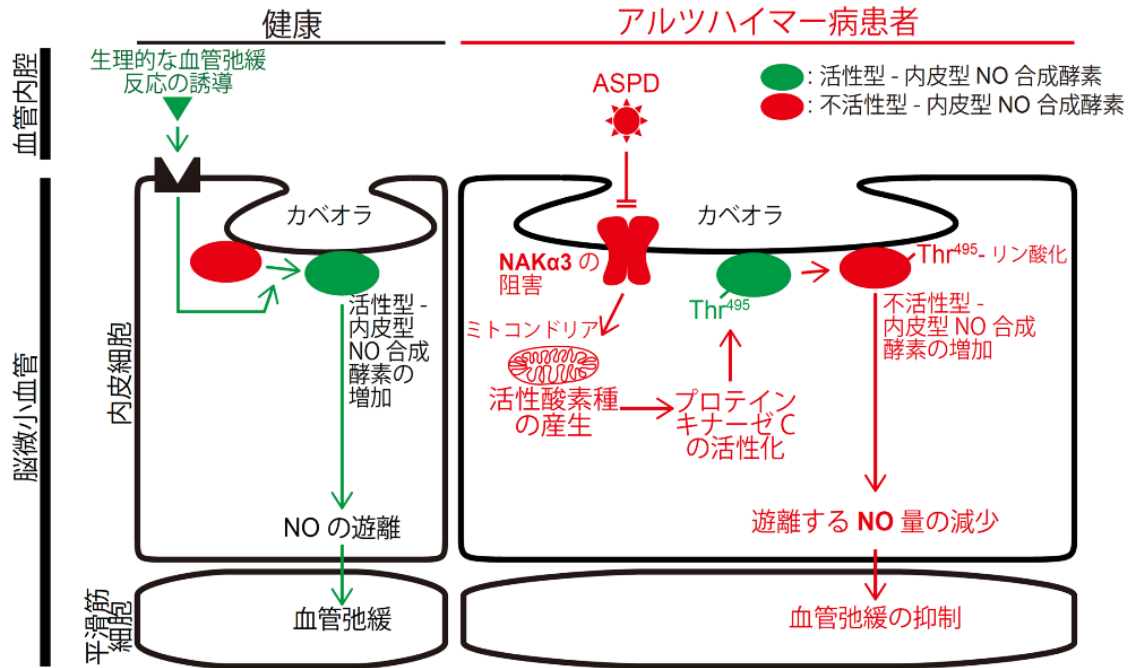 健康
アルツハイマー病患者
血管内腔
生理的な血管弛緩
反応の誘導
ASPD
: 活性型 - 内皮型 NO 合成酵素
: 不活性型 - 内皮型 NO 合成酵素
脳微小血管
内皮細胞
カベオラ
活性型 -
内皮型
NO 合成
酵素の
増加
NO の遊離
カベオラ
NAKα3 の
阻害
ミトコンドリア
活性酸素種
の産生
プロテイン
キナーゼ C
の活性化
Thr495
Thr495- リン酸化
不活性型 -
内皮型 NO 合成
酵素の増加
遊離する NO 量の減少
平滑筋
細胞
血管弛緩
血管弛緩の抑制